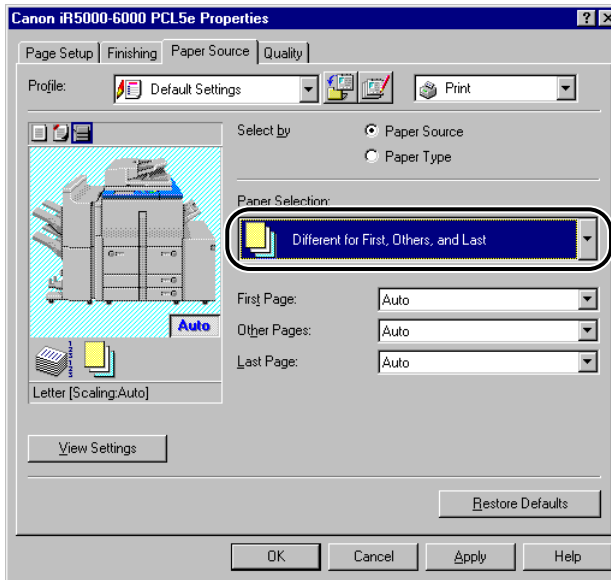 Canon iR5000-6000 PCL5e Properties
Page Setup Finishing Paper Source Quality
Profile: Default Settings Print
Select by Paper Source
Paper Type
Paper Selection:
Different for First, Others, and Last
First Page: Auto
Auto
Other Pages: Auto
Last Page: Auto
Letter [Scaling:Auto]
View Settings
Restore Defaults
OK Cancel Apply Help